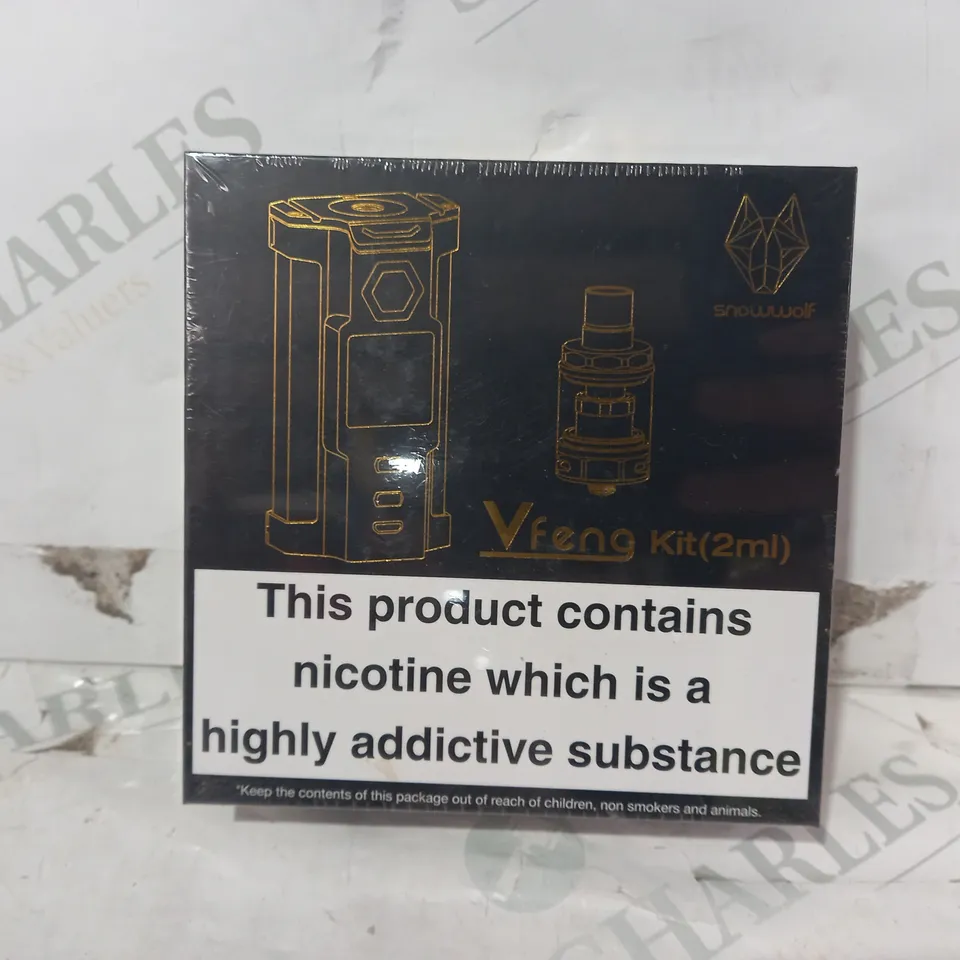 snowwolf
Vfeng Kit(2ml)
This product contains
nicotine which is a
highly addictive substance
*Keep the contents of this package out of reach of children, non smokers and animals.
CHARLES
CHARLES
CHARLES
CHARLES